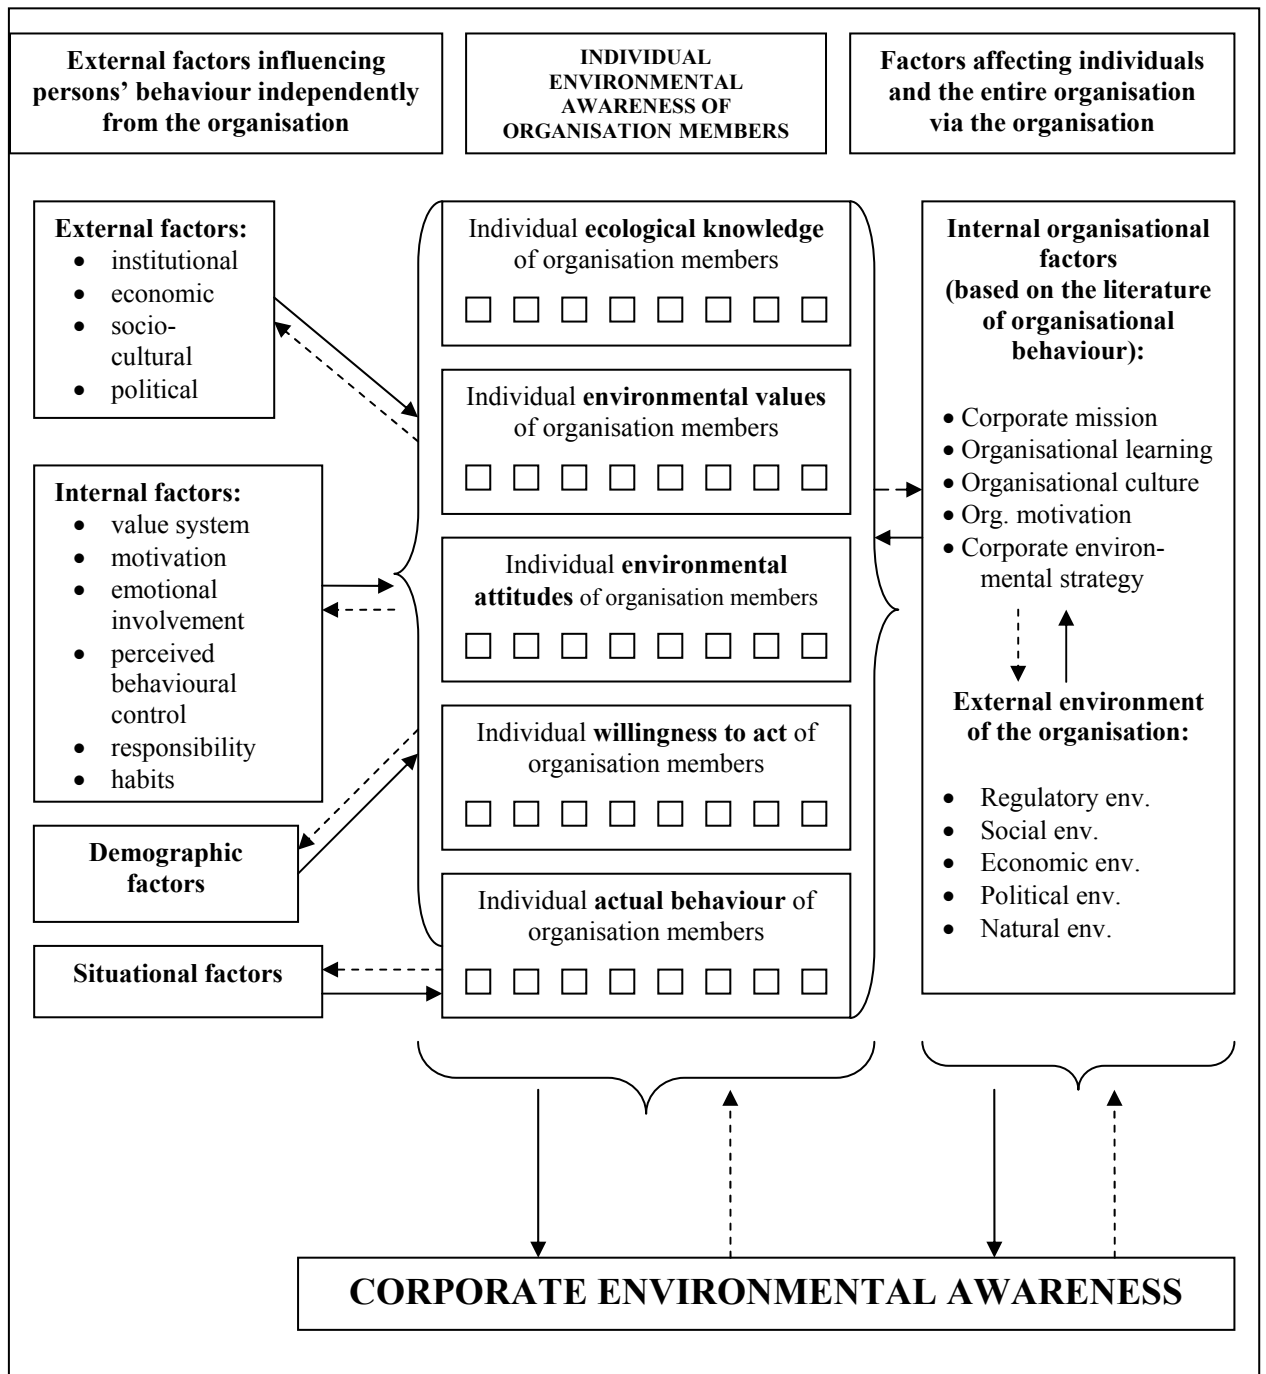 External factors influencing
persons’ behaviour independently
from the organisation
INDIVIDUAL
ENVIRONMENTAL
AWARENESS OF
ORGANISATION MEMBERS
Factors affecting individuals
and the entire organisation
via the organisation
External factors:
• institutional
• economic
• socio-
cultural
• political
Internal factors:
• value system
• motivation
• emotional
involvement
• perceived
behavioural
control
• responsibility
• habits
Demographic
factors
Situational factors
Individual ecological knowledge
of organisation members
Individual environmental values
of organisation members
Individual environmental
attitudes of organisation members
Individual willingness to act of
organisation members
Individual actual behaviour of
organisation members
Internal organisational
factors
(based on the literature
of organisational
behaviour):
• Corporate mission
• Organisational learning
• Organisational culture
• Org. motivation
• Corporate environ-
mental strategy
External environment
of the organisation:
• Regulatory env.
• Social env.
• Economic env.
• Political env.
• Natural env.
CORPORATE ENVIRONMENTAL AWARENESS